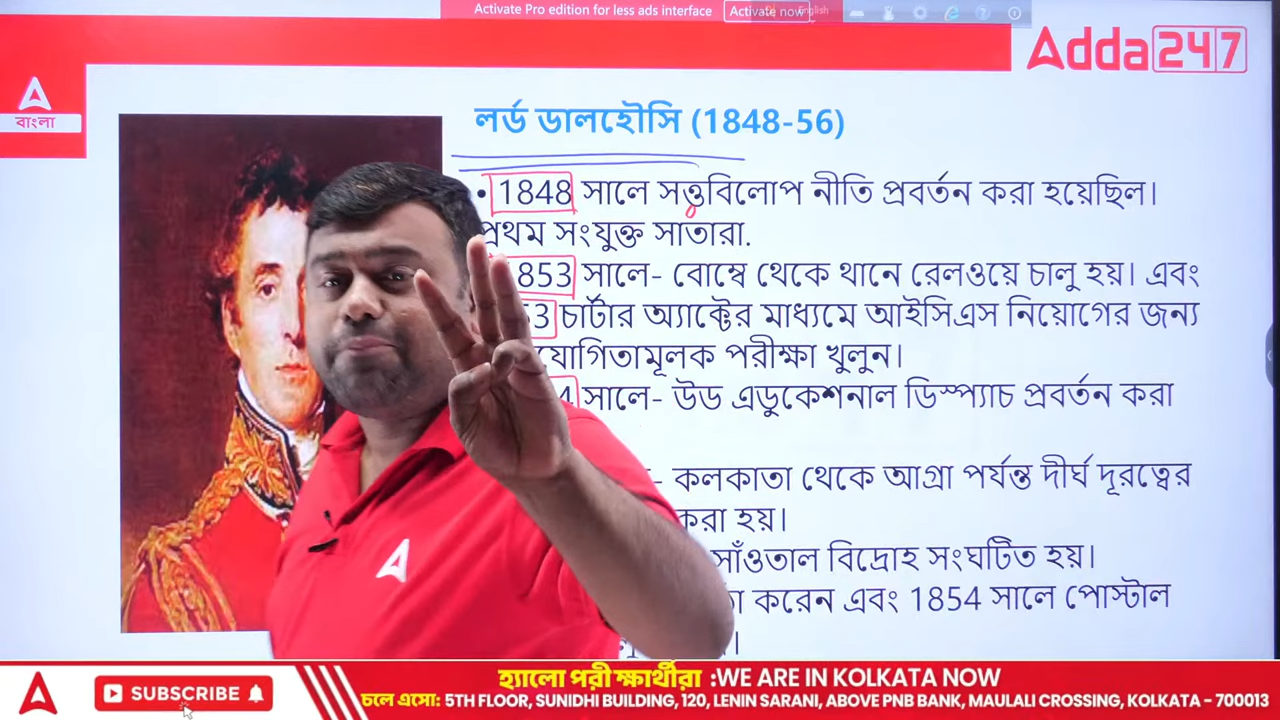 Activate Pro edition for less ads interface
Activate now
English
Adda247
বাংলা
লর্ড ডালহৌসি (1848-56)
• 1848 সালে সত্ত্ববিলোপ নীতি প্রবর্তন করা হয়েছিল।
প্রথম সংযুক্ত সাতারা.
1853 সালে- বোম্বে থেকে থানে রেলওয়ে চালু হয়। এবং
চার্টার অ্যাক্টের মাধ্যমে আইসিএস নিয়োগের জন্য
যোগিতামূলক পরীক্ষা খুলুন।
4 সালে- উড এডুকেশনাল ডিস্প্যাচ প্রবর্তন করা
- কলকাতা থেকে আগ্রা পর্যন্ত দীর্ঘ দূরত্বের
করা হয়।
সাঁওতাল বিদ্রোহ সংঘটিত হয়।
করেন এবং 1854 সালে পোস্টাল
হ্যালো পরীক্ষার্থীরা :WE ARE IN KOLKATA NOW
SUBSCRIBE
চলে এসো: 5TH FLOOR, SUNIDHI BUILDING, 120, LENIN SARANI, ABOVE PNB BANK, MAULALI CROSSING, KOLKATA - 700013